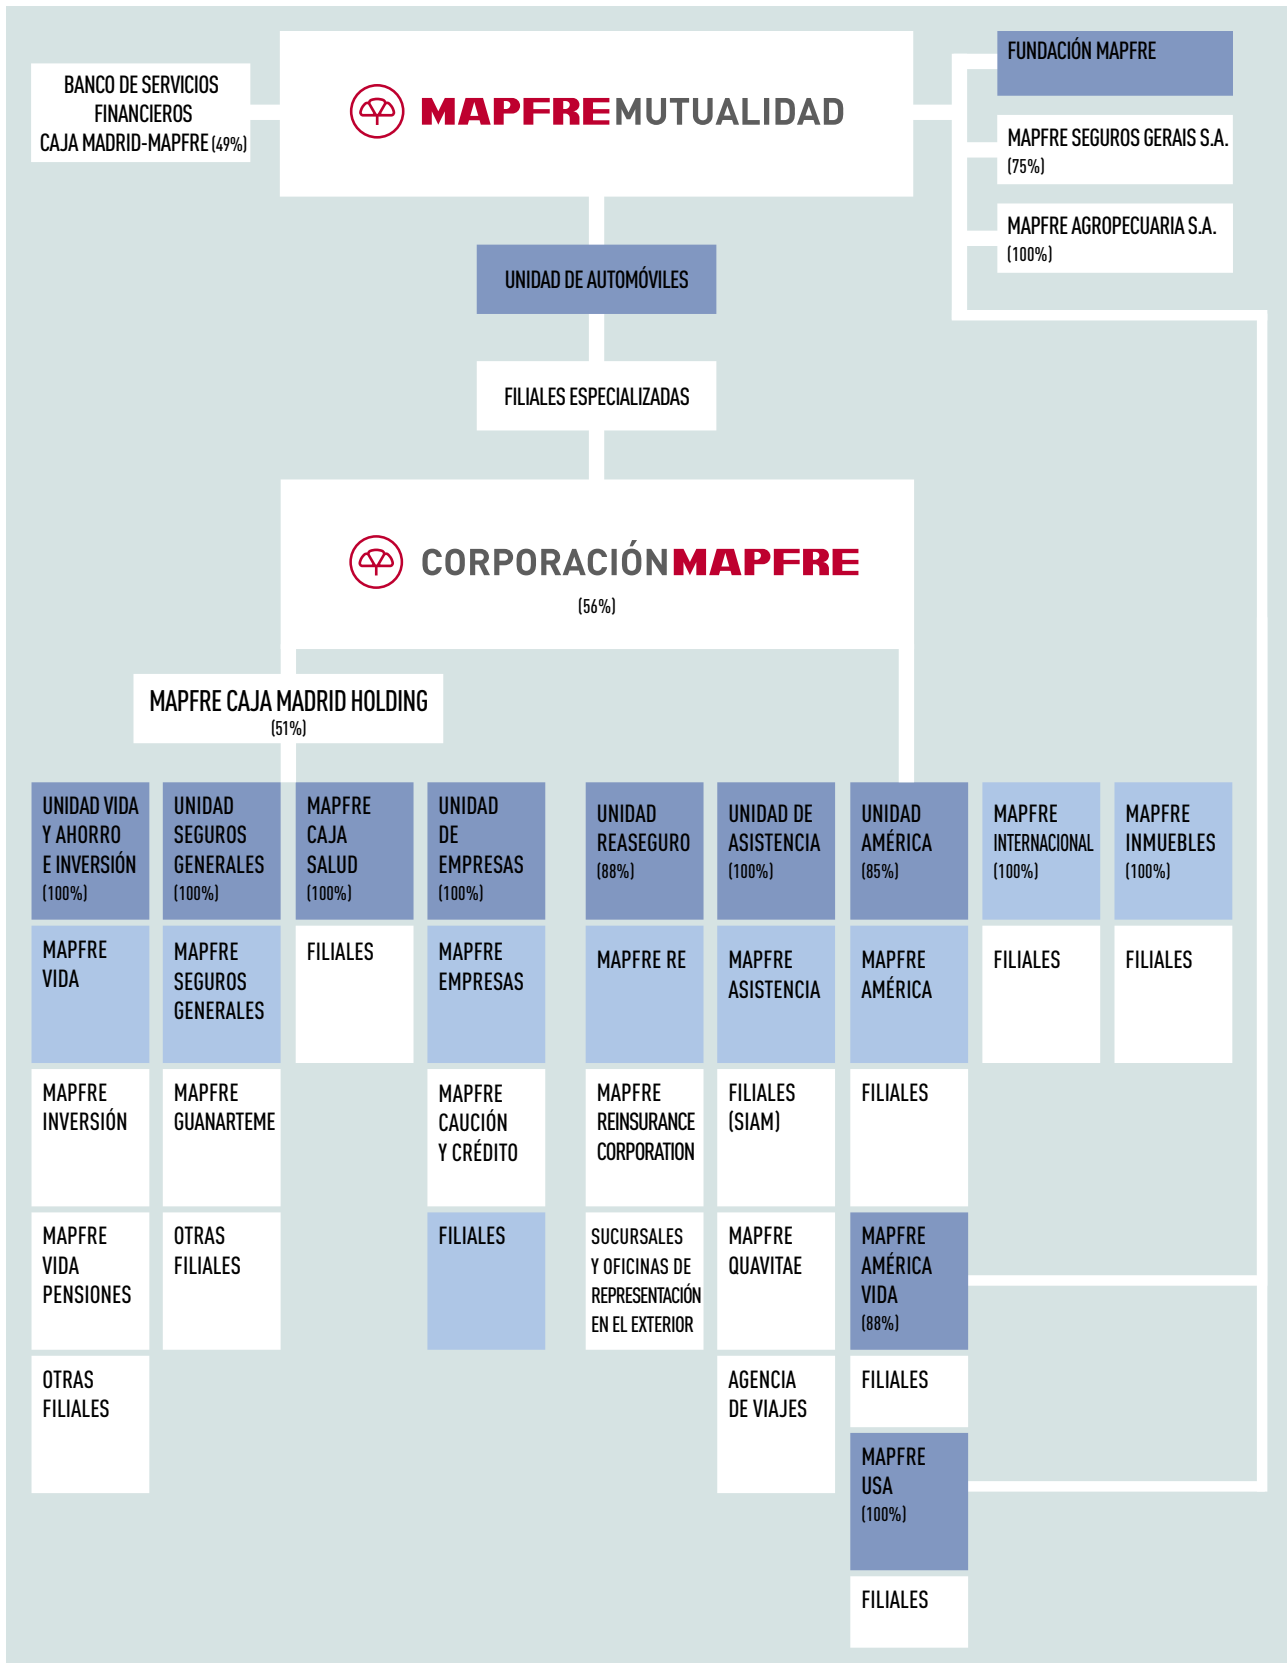 BANCO DE SERVICIOS
FINANCIEROS
CAJA MADRID-MAPFRE (49%)
MAPFRE MUTUALIDAD
FUNDACIÓN MAPFRE
MAPFRE SEGUROS GERAIS S.A.
(75%)
MAPFRE AGROPECUARIA S.A.
(100%)
UNIDAD DE AUTOMÓVILES
FILIALES ESPECIALIZADAS
CORPORACIÓN MAPFRE
(56%)
MAPFRE CAJA MADRID HOLDING
(51%)
UNIDAD VIDA
Y AHORRO
E INVERSIÓN
(100%)
MAPFRE
VIDA
MAPFRE
INVERSIÓN
MAPFRE
VIDA
PENSIONES
OTRAS
FILIALES
UNIDAD
SEGUROS
GENERALES
(100%)
MAPFRE
SEGUROS
GENERALES
MAPFRE
GUANARTEME
OTRAS
FILIALES
MAPFRE
CAJA
SALUD
(100%)
FILIALES
UNIDAD
DE
EMPRESAS
(100%)
MAPFRE
EMPRESAS
MAPFRE
CAUCIÓN
Y CRÉDITO
FILIALES
UNIDAD
REASEGURO
(88%)
MAPFRE RE
MAPFRE
REINSURANCE
CORPORATION
SUCURSALES
Y OFICINAS DE
REPRESENTACIÓN
EN EL EXTERIOR
UNIDAD DE
ASISTENCIA
(100%)
MAPFRE
ASISTENCIA
FILIALES
(SIAM)
MAPFRE
QUAVITAE
AGENCIA
DE VIAJES
UNIDAD
AMÉRICA
(85%)
MAPFRE
AMÉRICA
FILIALES
MAPFRE
AMÉRICA
VIDA
(88%)
FILIALES
MAPFRE
USA
(100%)
FILIALES
MAPFRE
INTERNACIONAL
(100%)
FILIALES
MAPFRE
INMUEBLES
(100%)
FILIALES